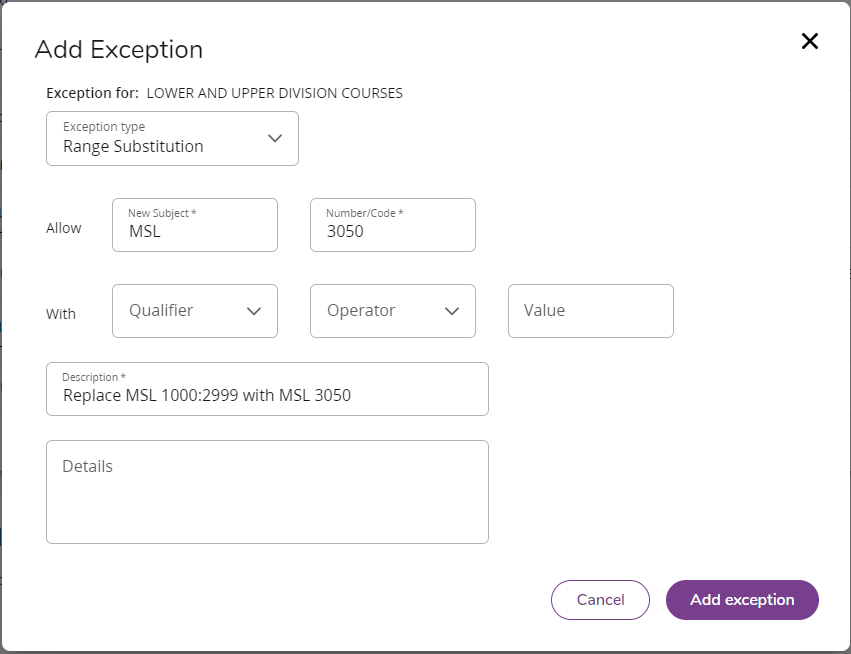 Add Exception
Exception for: LOWER AND UPPER DIVISION COURSES
Exception type
Range Substitution
Allow
New Subject *
MSL
Number/Code *
3050
With
Qualifier
Operator
Value
Description *
Replace MSL 1000:2999 with MSL 3050
Details
Cancel
Add exception